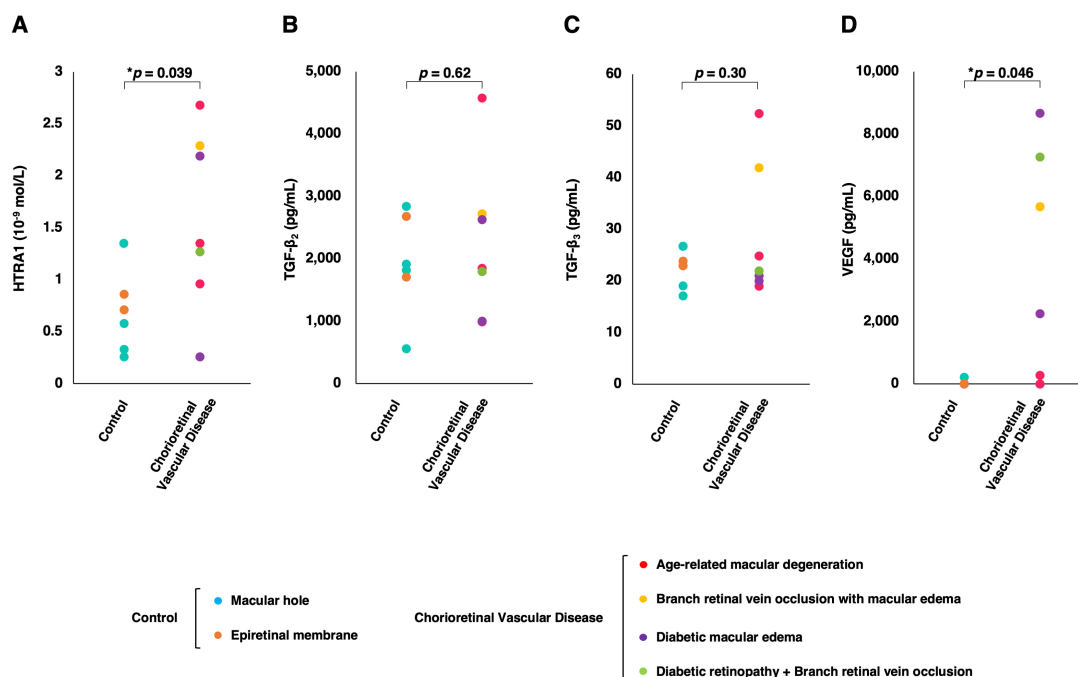 A
HTRA1 (10⁻⁹ mol/L)
3
2.5
2
1.5
1
0.5
0
*p = 0.039
Control
Chorioretinal
Vascular Disease
B
TGF-β₂ (pg/mL)
5,000
4,000
3,000
2,000
1,000
0
p = 0.62
Control
Chorioretinal
Vascular Disease
C
TGF-β₃ (pg/mL)
60
50
40
30
20
10
0
p = 0.30
Control
Chorioretinal
Vascular Disease
D
VEGF (pg/mL)
10,000
8,000
6,000
4,000
2,000
0
*p = 0.046
Control
Chorioretinal
Vascular Disease
Control
Macular hole
Epiretinal membrane
Chorioretinal Vascular Disease
Age-related macular degeneration
Branch retinal vein occlusion with macular edema
Diabetic macular edema
Diabetic retinopathy + Branch retinal vein occlusion